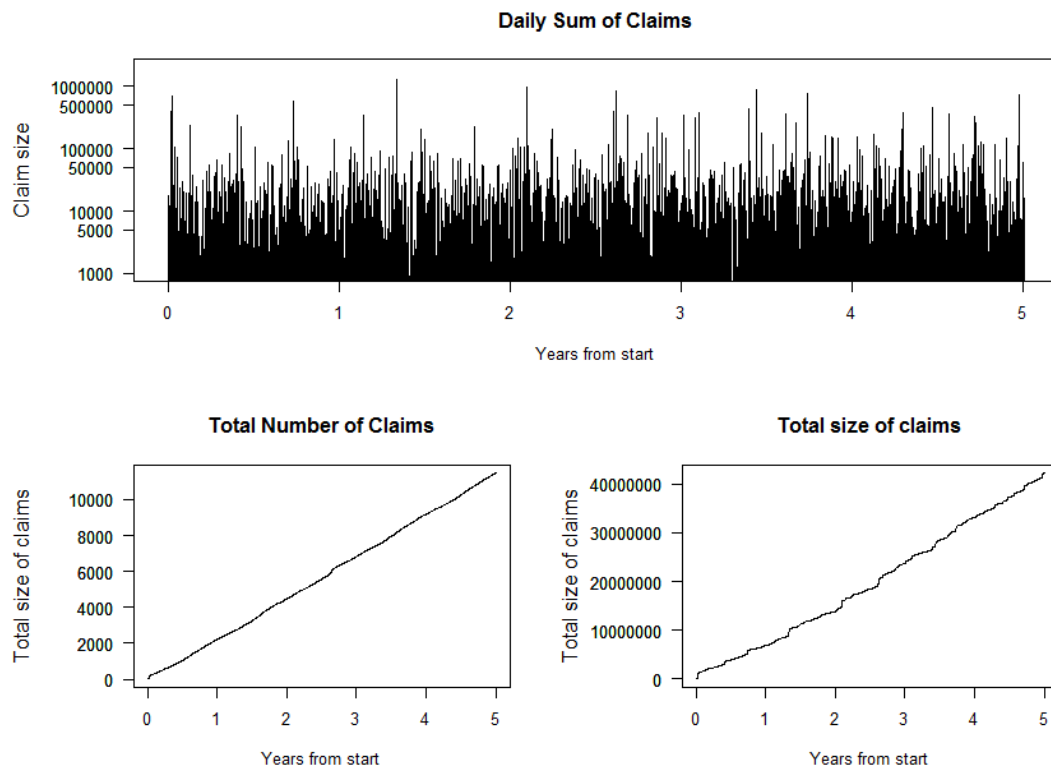 Daily Sum of Claims
Claim size
1000000
500000
100000
50000
10000
5000
1000
0 1 2 3 4 5
Years from start
Total Number of Claims
Total size of claims
10000
8000
6000
4000
2000
0
0 1 2 3 4 5
Years from start
Total size of claims
Total size of claims
40000000
30000000
20000000
10000000
0
0 1 2 3 4 5
Years from start